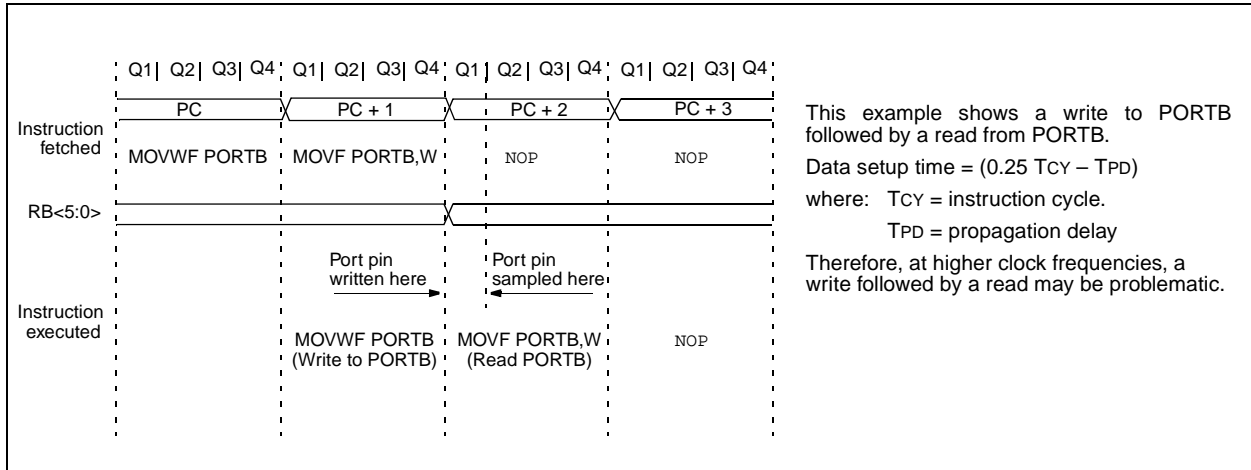 Q1| Q2| Q3| Q4 Q1| Q2| Q3| Q4 Q1| Q2| Q3| Q4 Q1| Q2| Q3| Q4
PC PC + 1 PC + 2 PC + 3
Instruction
fetched
MOVWF PORTB MOVF PORTB,W NOP NOP
RB<5:0>
Port pin
written here
Port pin
sampled here
Instruction
executed
MOVWF PORTB
(Write to PORTB)
MOVF PORTB,W
(Read PORTB)
NOP
This example shows a write to PORTB
followed by a read from PORTB.
Data setup time = (0.25 TCY – TPD)
where: TCY = instruction cycle.
TPD = propagation delay
Therefore, at higher clock frequencies, a
write followed by a read may be problematic.